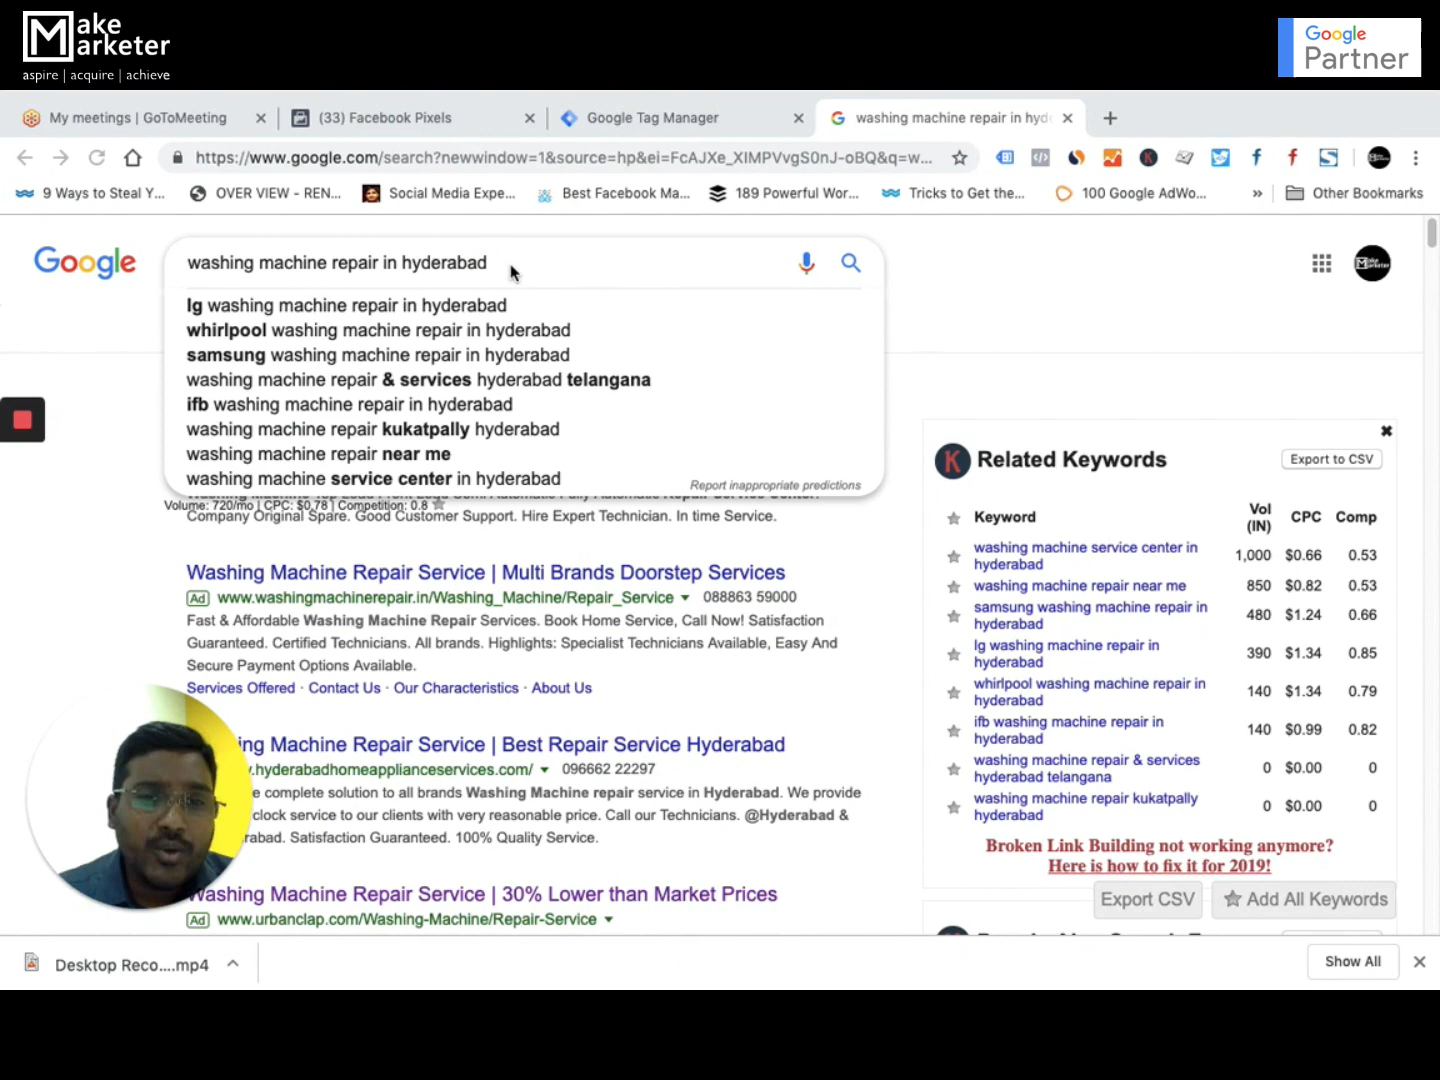 Make
Marketer
aspire | acquire | achieve
Google
Partner
My meetings | GoToMeeting
(33) Facebook Pixels
Google Tag Manager
washing machine repair in hyde
https://www.google.com/search?newwindow=1&source=hp&ei=FcAJXe_XIMPVvgS0nJ-oBQ&q=w...
9 Ways to Steal Y...
OVER VIEW - REN...
Social Media Expe...
Best Facebook Ma...
189 Powerful Wor...
Tricks to Get the...
100 Google AdWo...
»
Other Bookmarks
Google
washing machine repair in hyderabad
lg washing machine repair in hyderabad
whirlpool washing machine repair in hyderabad
samsung washing machine repair in hyderabad
washing machine repair & services hyderabad telangana
ifb washing machine repair in hyderabad
washing machine repair kukatpally hyderabad
washing machine repair near me
washing machine service center in hyderabad
Report inappropriate predictions
Volume: 720/mo | CPC: $0.78 | Competition: 0.8
Company Original Spare. Good Customer Support. Hire Expert Technician. In time Service.
Washing Machine Repair Service | Multi Brands Doorstep Services
Ad www.washingmachinerepair.in/Washing_Machine/Repair_Service 088863 59000
Fast & Affordable Washing Machine Repair Services. Book Home Service, Call Now! Satisfaction
Guaranteed. Certified Technicians. All brands. Highlights: Specialist Technicians Available, Easy And
Secure Payment Options Available.
Services Offered · Contact Us · Our Characteristics · About Us
ing Machine Repair Service | Best Repair Service Hyderabad
.hyderabadhomeapplianceservices.com/ 096662 22297
e complete solution to all brands Washing Machine repair service in Hyderabad. We provide
clock service to our clients with very reasonable price. Call our Technicians. @Hyderabad &
rabad. Satisfaction Guaranteed. 100% Quality Service.
Washing Machine Repair Service | 30% Lower than Market Prices
Ad www.urbanclap.com/Washing-Machine/Repair-Service
K Related Keywords
Export to CSV
Keyword Vol (IN) CPC Comp
washing machine service center in hyderabad 1,000 $0.66 0.53
washing machine repair near me 850 $0.82 0.53
samsung washing machine repair in hyderabad 480 $1.24 0.66
lg washing machine repair in hyderabad 390 $1.34 0.85
whirlpool washing machine repair in hyderabad 140 $1.34 0.79
ifb washing machine repair in hyderabad 140 $0.99 0.82
washing machine repair & services hyderabad telangana 0 $0.00 0
washing machine repair kukatpally hyderabad 0 $0.00 0
Broken Link Building not working anymore?
Here is how to fix it for 2019!
Export CSV
Add All Keywords
Desktop Reco....mp4
Show All